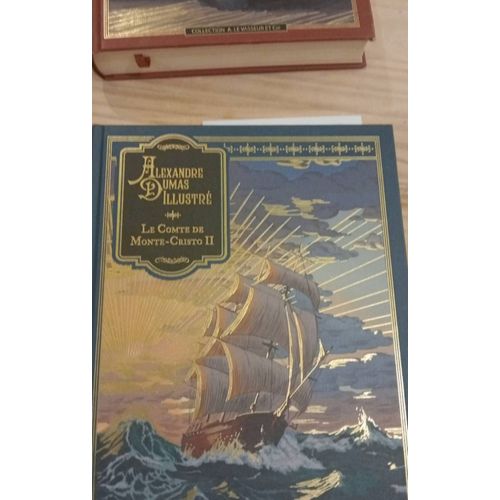 COLLECTION A. LE VASSEUR ET Cie
ALEXANDRE
DUMAS
ILLUSTRÉ
LE COMTE DE
MONTE-CRISTO II